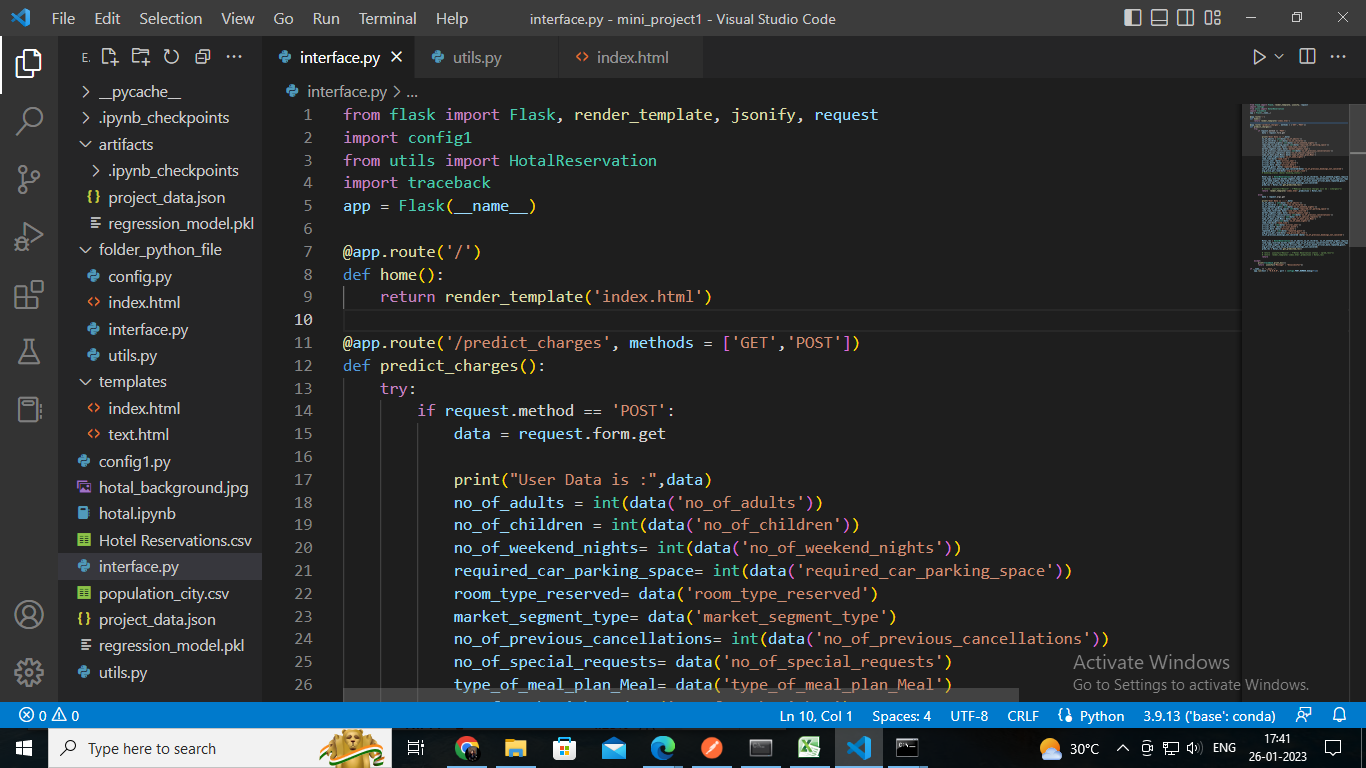 File Edit Selection View Go Run Terminal Help interface.py - mini_project1 - Visual Studio Code
E.
interface.py utils.py index.html
interface.py > ...
__pycache__
.ipynb_checkpoints
artifacts
.ipynb_checkpoints
project_data.json
regression_model.pkl
folder_python_file
config.py
index.html
interface.py
utils.py
templates
index.html
text.html
config1.py
hotal_background.jpg
hotal.ipynb
Hotel Reservations.csv
interface.py
population_city.csv
project_data.json
regression_model.pkl
utils.py
1 from flask import Flask, render_template, jsonify, request
2 import config1
3 from utils import HotalReservation
4 import traceback
5 app = Flask(__name__)
6
7 @app.route('/')
8 def home():
9 return render_template('index.html')
10
11 @app.route('/predict_charges', methods = ['GET','POST'])
12 def predict_charges():
13 try:
14 if request.method == 'POST':
15 data = request.form.get
16
17 print("User Data is :",data)
18 no_of_adults = int(data('no_of_adults'))
19 no_of_children = int(data('no_of_children'))
20 no_of_weekend_nights= int(data('no_of_weekend_nights'))
21 required_car_parking_space= int(data('required_car_parking_space'))
22 room_type_reserved= data('room_type_reserved')
23 market_segment_type= data('market_segment_type')
24 no_of_previous_cancellations= int(data('no_of_previous_cancellations'))
25 no_of_special_requests= data('no_of_special_requests')
26 type_of_meal_plan_Meal= data('type_of_meal_plan_Meal')
Activate Windows
Go to Settings to activate Windows.
0 0 Ln 10, Col 1 Spaces: 4 UTF-8 CRLF Python 3.9.13 ('base': conda)
Type here to search 30°C ENG 17:41
26-01-2023